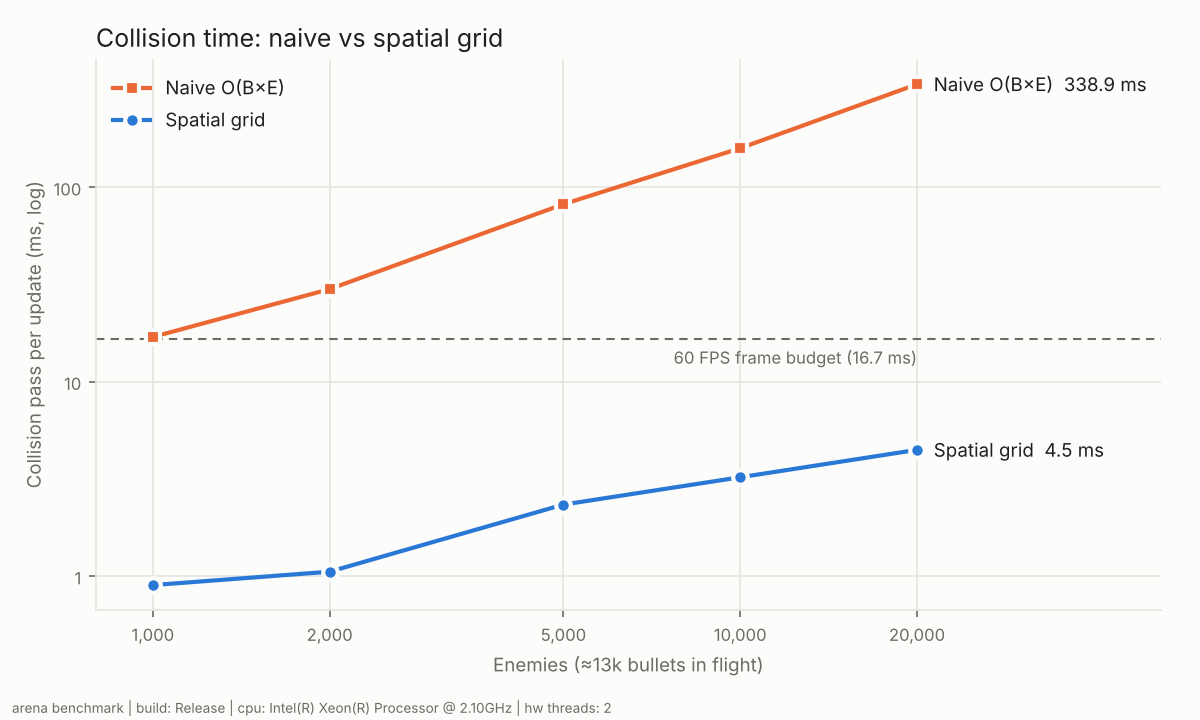 Collision time: naive vs spatial grid
Naive O(B×E)
Spatial grid
Naive O(B×E) 338.9 ms
Spatial grid 4.5 ms
60 FPS frame budget (16.7 ms)
Collision pass per update (ms, log)
100
10
1
1,000
2,000
5,000
10,000
20,000
Enemies (≈13k bullets in flight)
arena benchmark | build: Release | cpu: Intel(R) Xeon(R) Processor @ 2.10GHz | hw threads: 2